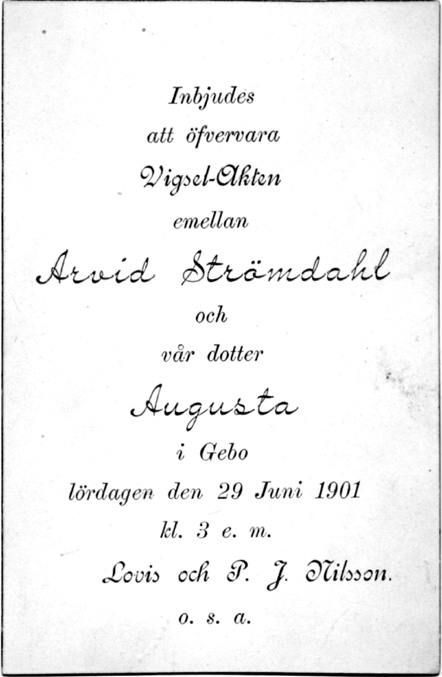 Inbjudes
att öfvervara
Vigsel-Akten
emellan
Arvid Strömdahl
och
vår dotter
Augusta
i Gebo
lördagen den 29 Juni 1901
kl. 3 e. m.
Lovis och P. J. Nilsson.
o. s. a.